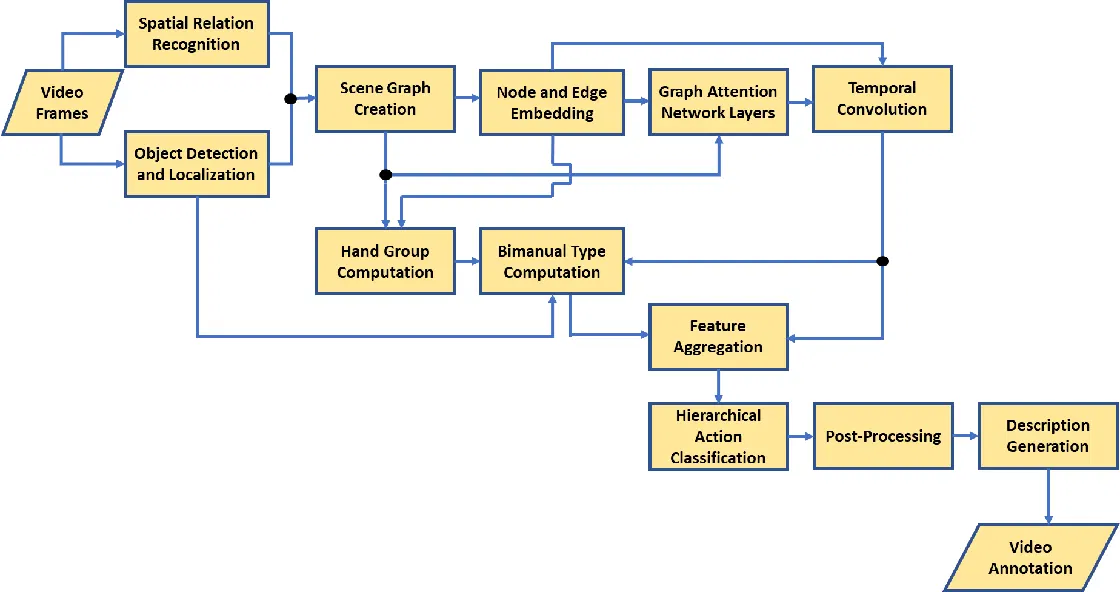 Spatial Relation
Recognition
Video
Frames
Object Detection
and Localization
Scene Graph
Creation
Node and Edge
Embedding
Graph Attention
Network Layers
Temporal
Convolution
Hand Group
Computation
Bimanual Type
Computation
Feature
Aggregation
Hierarchical
Action
Classification
Post-Processing
Description
Generation
Video
Annotation